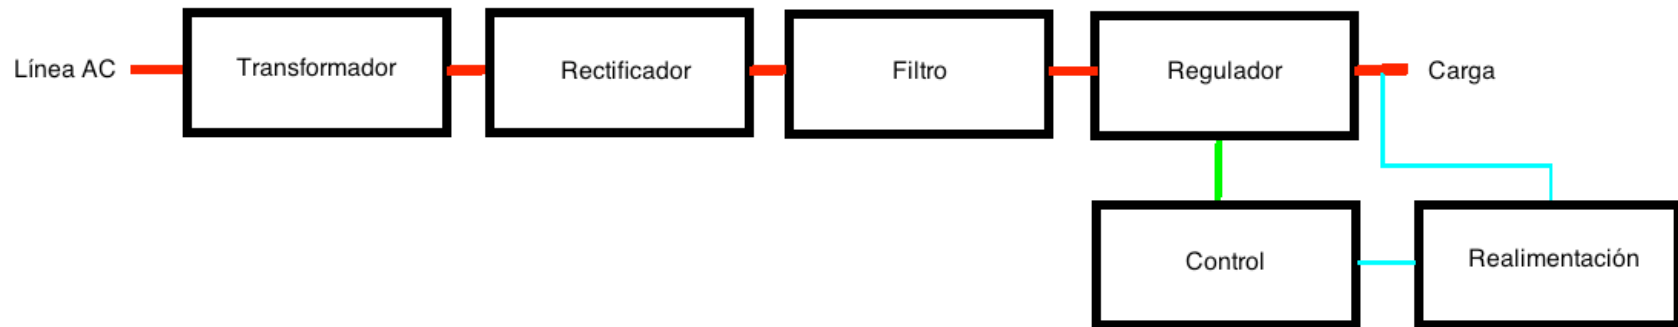 Línea AC
Transformador
Rectificador
Filtro
Regulador
Carga
Control
Realimentación